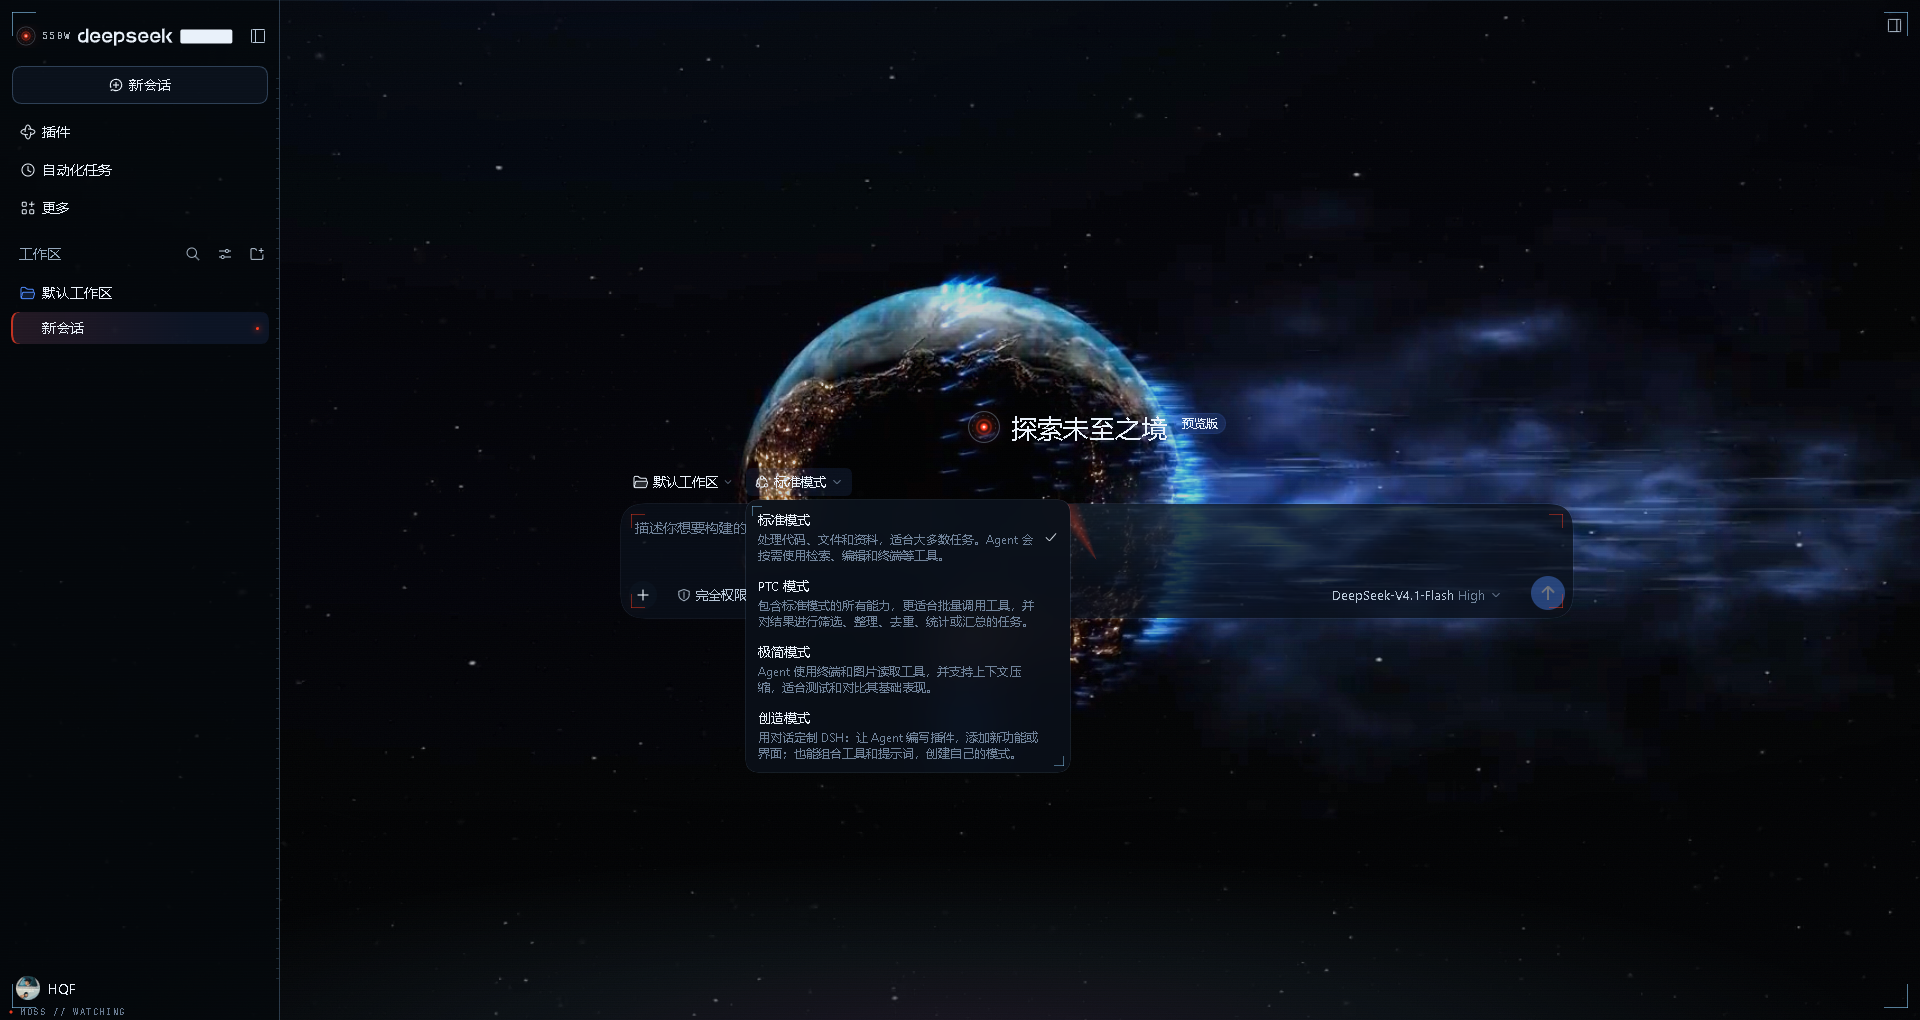 55BW deepseek
新会话
插件
自动化任务
更多
工作区
默认工作区
新会话
探索未至之境 预览版
默认工作区 标准模式
描述你想要构建的
标准模式
处理代码、文件和资料，适合大多数任务。Agent 会
按需使用检索、编辑和终端等工具。
PTC 模式
包含标准模式的所有能力，更适合批量调用工具，并
对结果进行筛选、整理、去重、统计或汇总的任务。
极简模式
Agent 使用终端和图片读取工具，并支持上下文压
缩，适合测试和对比其基础表现。
创造模式
用对话定制 DSH：让 Agent 编写插件，添加新功能或
界面；也能组合工具和提示词，创建自己的模式。
完全权限
DeepSeek-V4.1-Flash High
HQF
MOSS // WATCHING